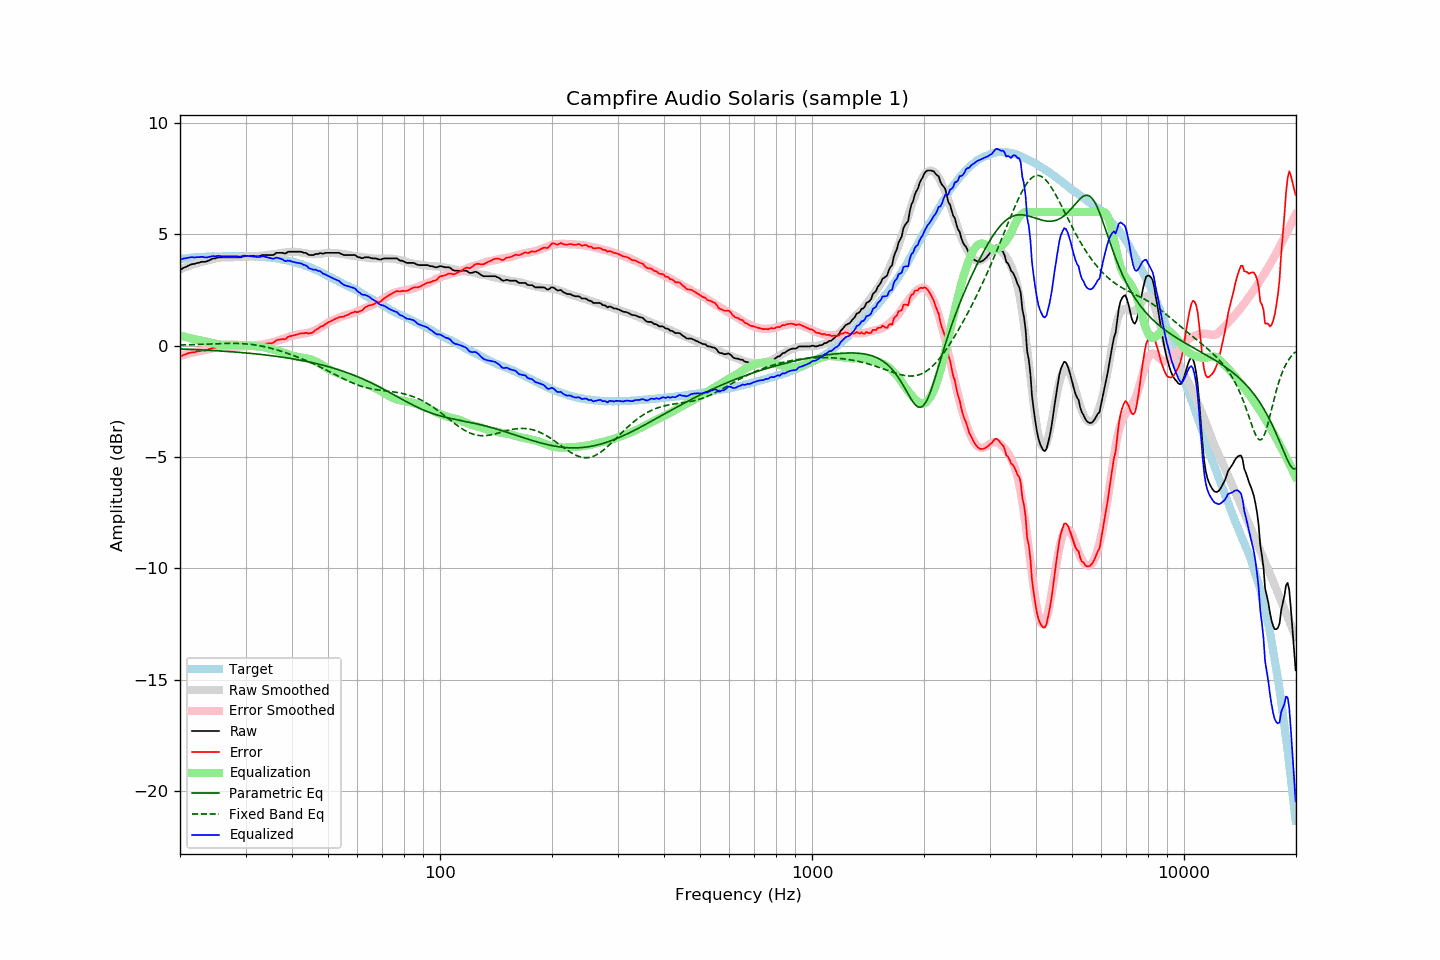 Campfire Audio Solaris (sample 1)
10
5
0
−5
−10
−15
−20
Amplitude (dBr)
Target
Raw Smoothed
Error Smoothed
Raw
Error
Equalization
Parametric Eq
Fixed Band Eq
Equalized
100
1000
10000
Frequency (Hz)